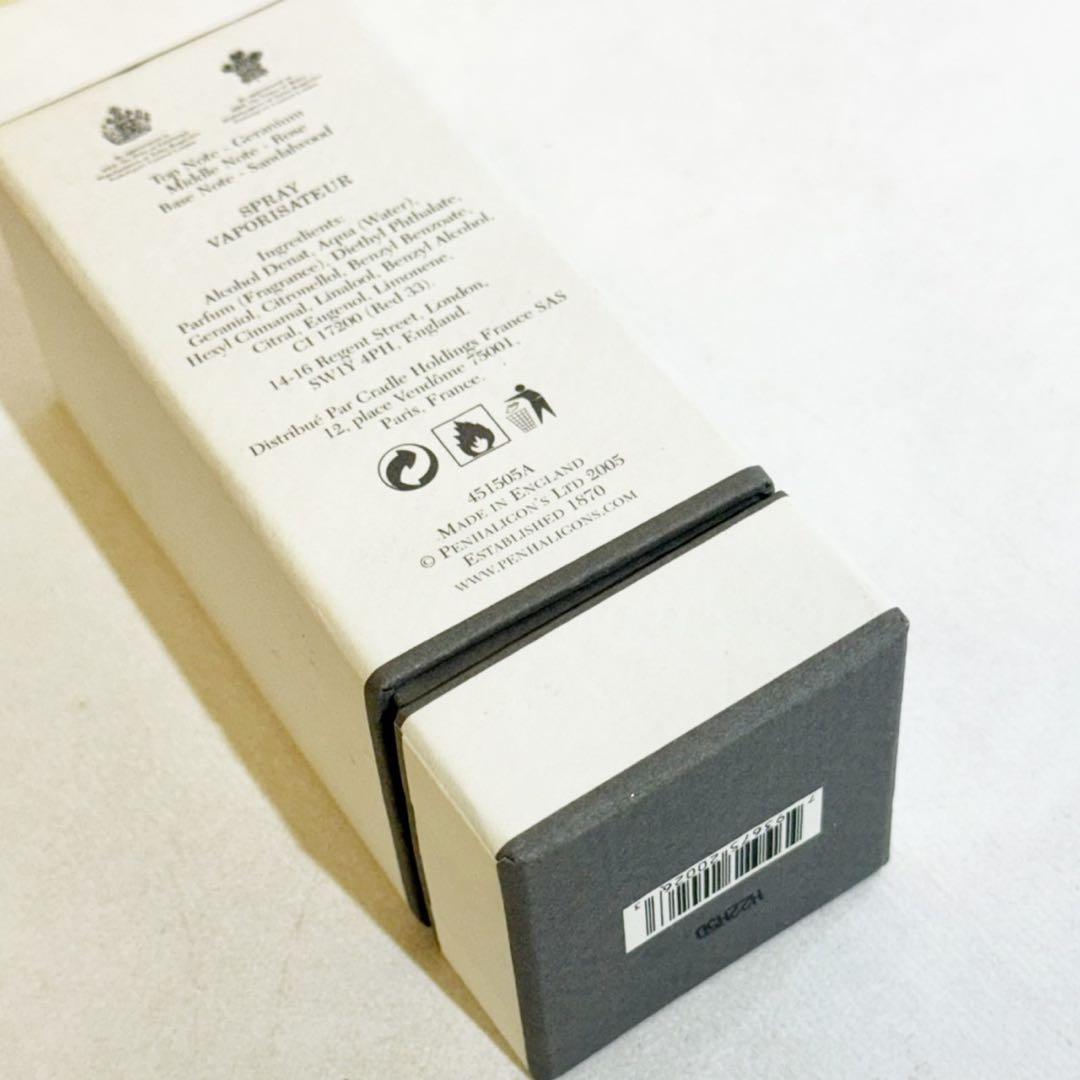 Top Note - Geranium
Middle Note - Rose
Base Note - Sandalwood
SPRAY
VAPORISATEUR
Ingredients:
Alcohol Denat, Aqua (Water),
Parfum (Fragrance), Diethyl Phthalate,
Geraniol, Citronellol, Benzyl Benzoate,
Hexyl Cinnamal, Linalool, Benzyl Alcohol,
Citral, Eugenol, Limonene,
CI 17200 (Red 33).
14-16 Regent Street, London,
SW1Y 4PH, England.
Distribué Par Cradle Holdings France SAS
12, place Vendôme 75001,
Paris, France.
451505A
MADE IN ENGLAND
© PENHALIGON'S LTD 2005
ESTABLISHED 1870
WWW.PENHALIGONS.COM
H22H5D